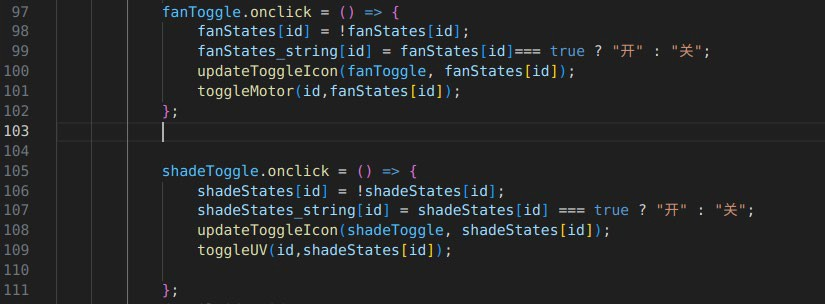 97 fanToggle.onclick = () => {
98 fanStates[id] = !fanStates[id];
99 fanStates_string[id] = fanStates[id]=== true ? "开" : "关";
100 updateToggleIcon(fanToggle, fanStates[id]);
101 toggleMotor(id,fanStates[id]);
102 };
103
104
105 shadeToggle.onclick = () => {
106 shadeStates[id] = !shadeStates[id];
107 shadeStates_string[id] = shadeStates[id] === true ? "开" : "关";
108 updateToggleIcon(shadeToggle, shadeStates[id]);
109 toggleUV(id,shadeStates[id]);
110
111 };